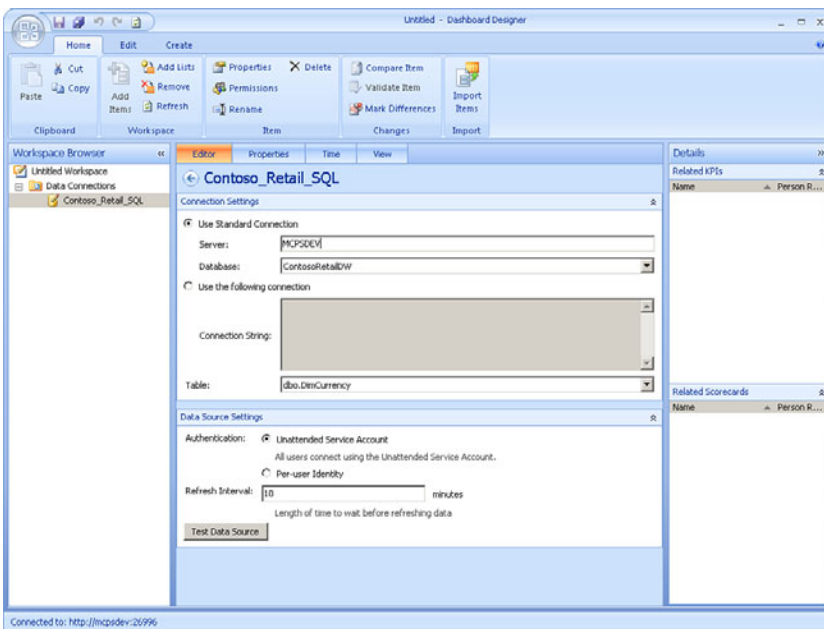 Untitled - Dashboard Designer
Home Edit Create
Paste
Cut
Copy
Clipboard
Add Items
Add Lists
Remove
Refresh
Workspace
Properties
Permissions
Rename
Delete
Item
Compare Item
Validate Item
Mark Differences
Changes
Import Items
Import
Workspace Browser
Untitled Workspace
Data Connections
Contoso_Retail_SQL
Editor Properties Time View
Contoso_Retail_SQL
Connection Settings
Use Standard Connection
Server: MCPSDEV
Database: ContosoRetailDW
Use the following connection
Connection String:
Table: dbo.DimCurrency
Data Source Settings
Authentication: Unattended Service Account
All users connect using the Unattended Service Account.
Per-user Identity
Refresh Interval: 10 minutes
Length of time to wait before refreshing data
Test Data Source
Details
Related KPIs
Name Person R...
Related Scorecards
Name Person R...
Connected to: http://mcpsdev:26996